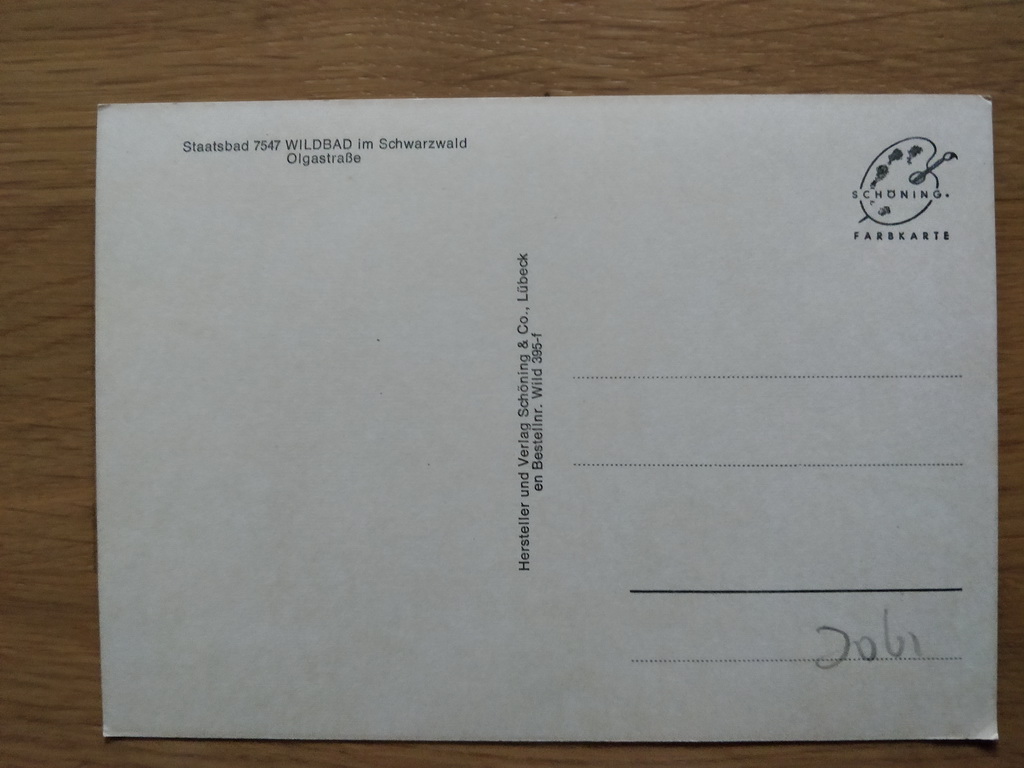 Staatsbad 7547 WILDBAD im Schwarzwald
Olgastraße
SCHÖNING.
FARBKARTE
Hersteller und Verlag Schöning & Co., Lübeck
en Bestellnr. Wild 395-f